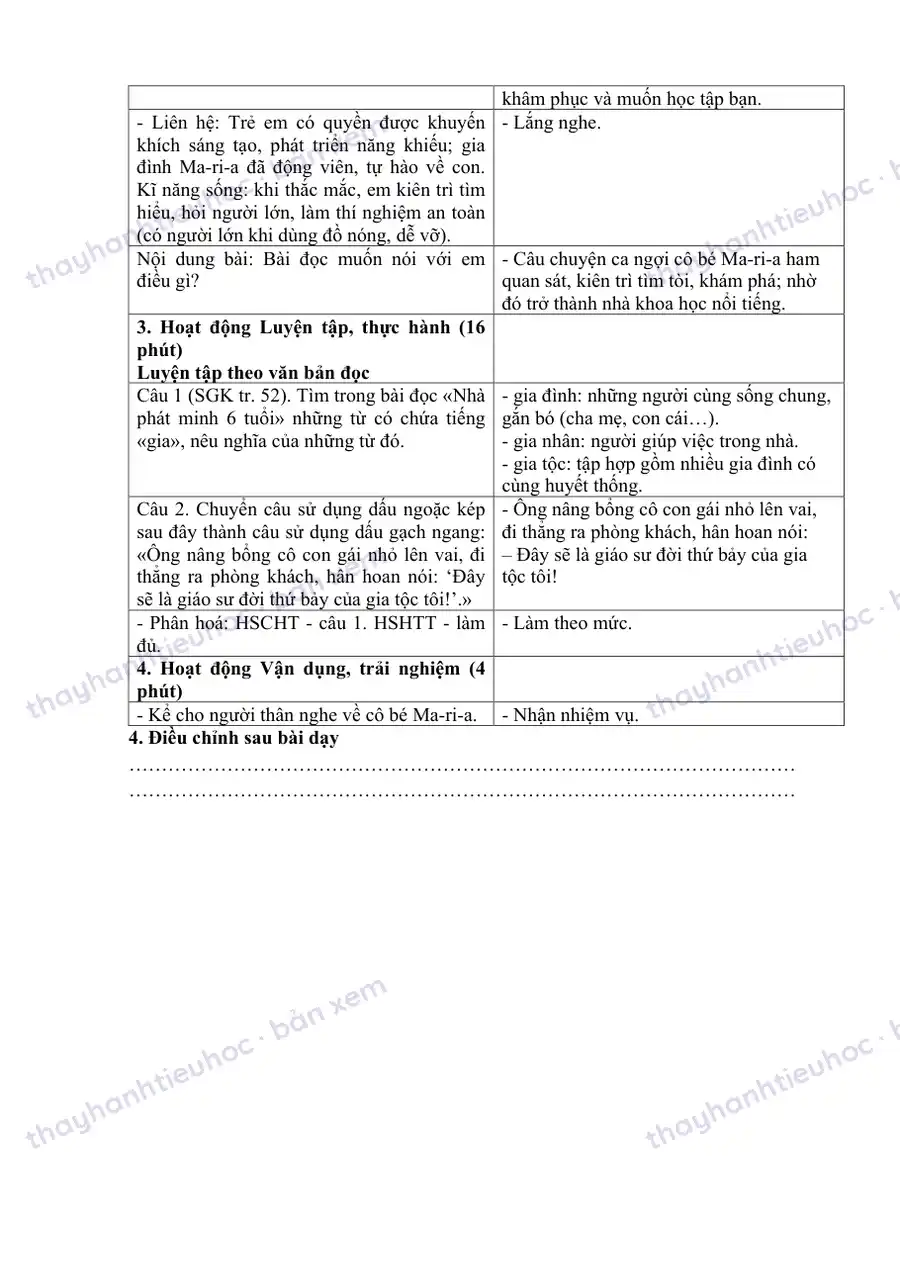 khâm phục và muốn học tập bạn.
- Liên hệ: Trẻ em có quyền được khuyến
khích sáng tạo, phát triển năng khiếu; gia
đình Ma-ri-a đã động viên, tự hào về con.
Kĩ năng sống: khi thắc mắc, em kiên trì tìm
hiểu, hỏi người lớn, làm thí nghiệm an toàn
(có người lớn khi dùng đồ nóng, dễ vỡ).
- Lắng nghe.
Nội dung bài: Bài đọc muốn nói với em
điều gì?
- Câu chuyện ca ngợi cô bé Ma-ri-a ham
quan sát, kiên trì tìm tòi, khám phá; nhờ
đó trở thành nhà khoa học nổi tiếng.
3. Hoạt động Luyện tập, thực hành (16
phút)
Luyện tập theo văn bản đọc
Câu 1 (SGK tr. 52). Tìm trong bài đọc «Nhà
phát minh 6 tuổi» những từ có chứa tiếng
«gia», nêu nghĩa của những từ đó.
- gia đình: những người cùng sống chung,
gắn bó (cha mẹ, con cái…).
- gia nhân: người giúp việc trong nhà.
- gia tộc: tập hợp gồm nhiều gia đình có
cùng huyết thống.
Câu 2. Chuyển câu sử dụng dấu ngoặc kép
sau đây thành câu sử dụng dấu gạch ngang:
«Ông nâng bổng cô con gái nhỏ lên vai, đi
thẳng ra phòng khách, hân hoan nói: ‘Đây
sẽ là giáo sư đời thứ bảy của gia tộc tôi!’.»
- Ông nâng bổng cô con gái nhỏ lên vai,
đi thẳng ra phòng khách, hân hoan nói:
– Đây sẽ là giáo sư đời thứ bảy của gia
tộc tôi!
- Phân hoá: HSCHT - câu 1. HSHTT - làm
đủ.
- Làm theo mức.
4. Hoạt động Vận dụng, trải nghiệm (4
phút)
- Kể cho người thân nghe về cô bé Ma-ri-a.
- Nhận nhiệm vụ.
4. Điều chỉnh sau bài dạy
…………………………………………………………………………………………
…………………………………………………………………………………………
thayhanhtieuhoc · bản xem
thayhanhtieuhoc · b
thayhanhtieuhoc · bản xem
thayhanhtieuhoc · b
thayhanhtieuhoc · bản xem
thayhanhtieuhoc · b